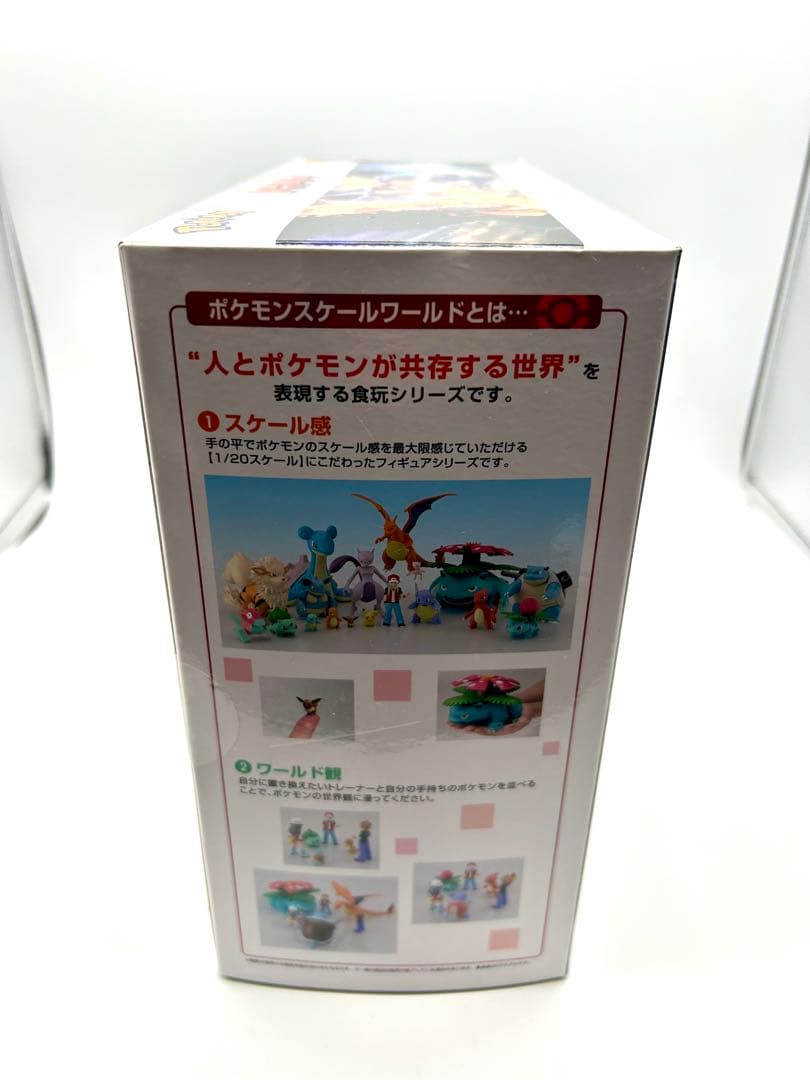 ポケモンスケールワールドとは…
“人とポケモンが共存する世界”を
表現する食玩シリーズです。
1 スケール感
手の平でポケモンのスケール感を最大限感じていただける
【1/20スケール】にこだわったフィギュアシリーズです。
2 ワールド観
自分に置き換えたいトレーナーと自分の手持ちのポケモンを並べる
ことで、ポケモンの世界観に浸ってください。